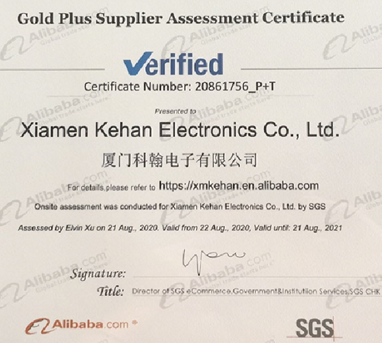 Gold Plus Supplier Assessment Certificate
Verified
Certificate Number: 20861756_P+T
Presented to
Xiamen Kehan Electronics Co., Ltd.
厦门科翰电子有限公司
For details,please refer to https://xmkehan.en.alibaba.com
Onsite assessment was conducted for Xiamen Kehan Electronics Co., Ltd. by SGS
Assessed by Elvin Xu on 21 Aug., 2020. Valid from 22 Aug., 2020, Valid until: 21 Aug., 2021
Signature:
Title: Director of SGS eCommerce,Government&Institution Services,SGS CHK
Alibaba.com
SGS